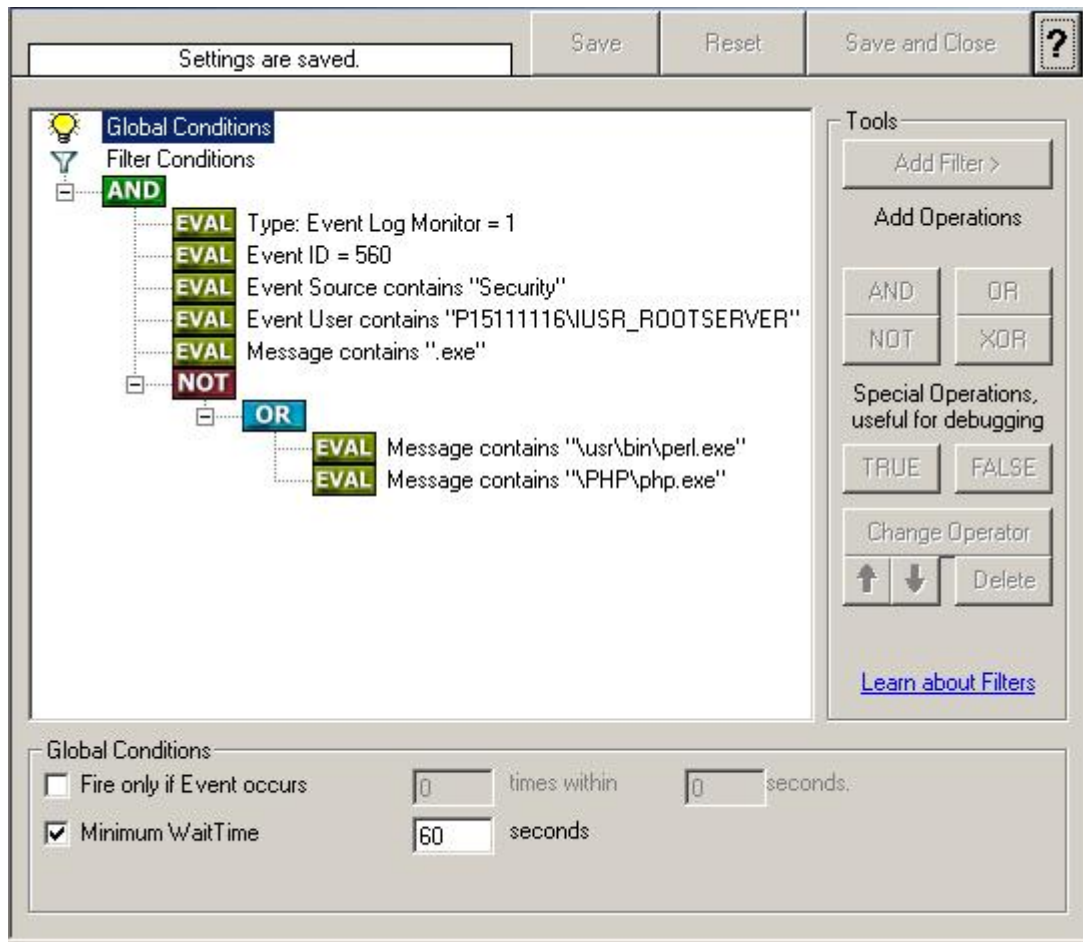 Settings are saved.
Save
Reset
Save and Close
?
Global Conditions
Filter Conditions
AND
EVAL Type: Event Log Monitor = 1
EVAL Event ID = 560
EVAL Event Source contains "Security"
EVAL Event User contains "P15111116\IUSR_ROOTSERVER"
EVAL Message contains ".exe"
NOT
OR
EVAL Message contains "\usr\bin\perl.exe"
EVAL Message contains "\PHP\php.exe"
Tools
Add Filter >
Add Operations
AND
OR
NOT
XOR
Special Operations,
useful for debugging
TRUE
FALSE
Change Operator
Delete
Learn about Filters
Global Conditions
Fire only if Event occurs 0 times within 0 seconds.
Minimum WaitTime 60 seconds